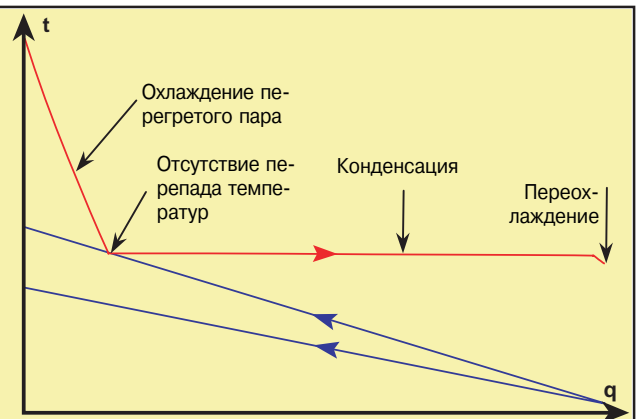 t
Охлаждение пе-
регретого пара
Отсутствие пе-
репада темпе-
ратур
Конденсация
Переох-
лаждение
q